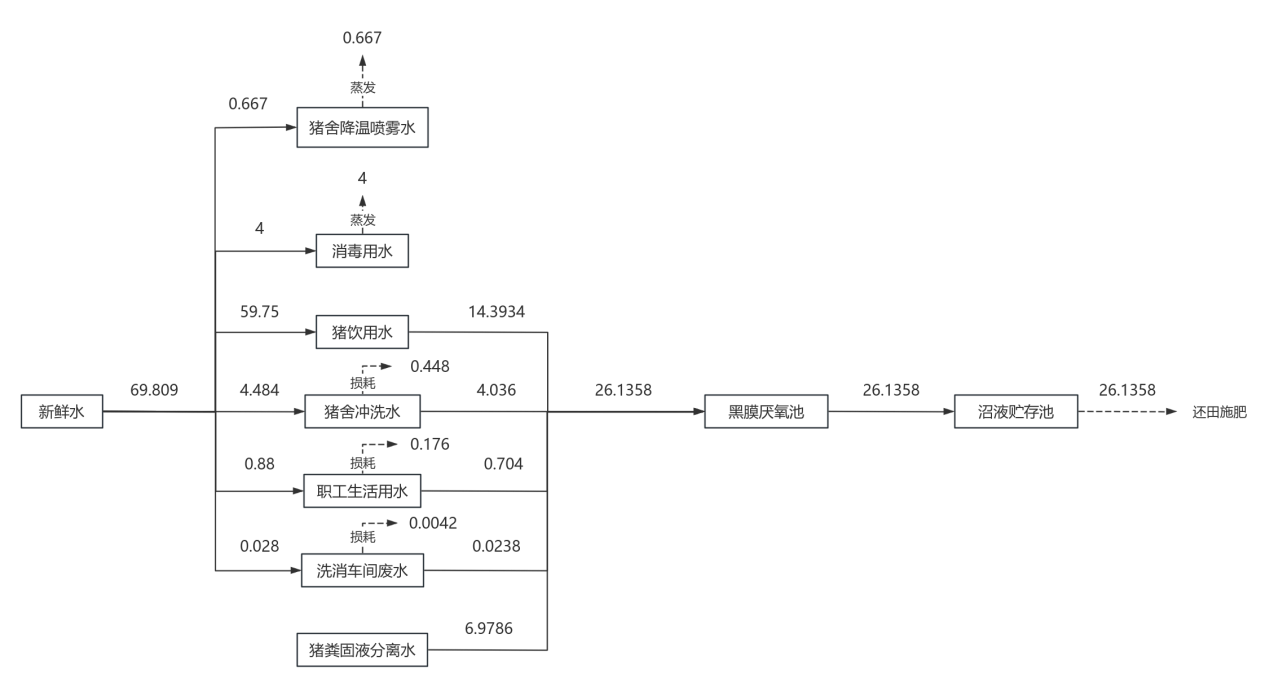 0.667
蒸发
0.667
猪舍降温喷雾水
4
蒸发
4
消毒用水
59.75
猪饮用水
14.3934
损耗
0.448
新鲜水
69.809
4.484
猪舍冲洗水
4.036
26.1358
黑膜厌氧池
26.1358
沼液贮存池
26.1358
还田施肥
损耗
0.176
0.88
职工生活用水
0.704
损耗
0.0042
0.028
洗消车间废水
0.0238
猪粪固液分离水
6.9786